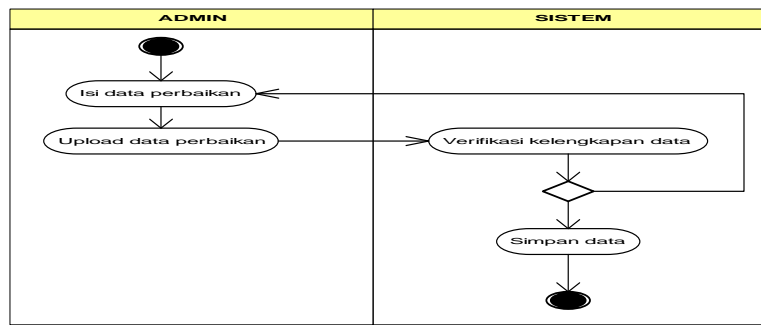 ADMIN
SISTEM
Isi data perbaikan
Upload data perbaikan
Verifikasi kelengkapan data
Simpan data